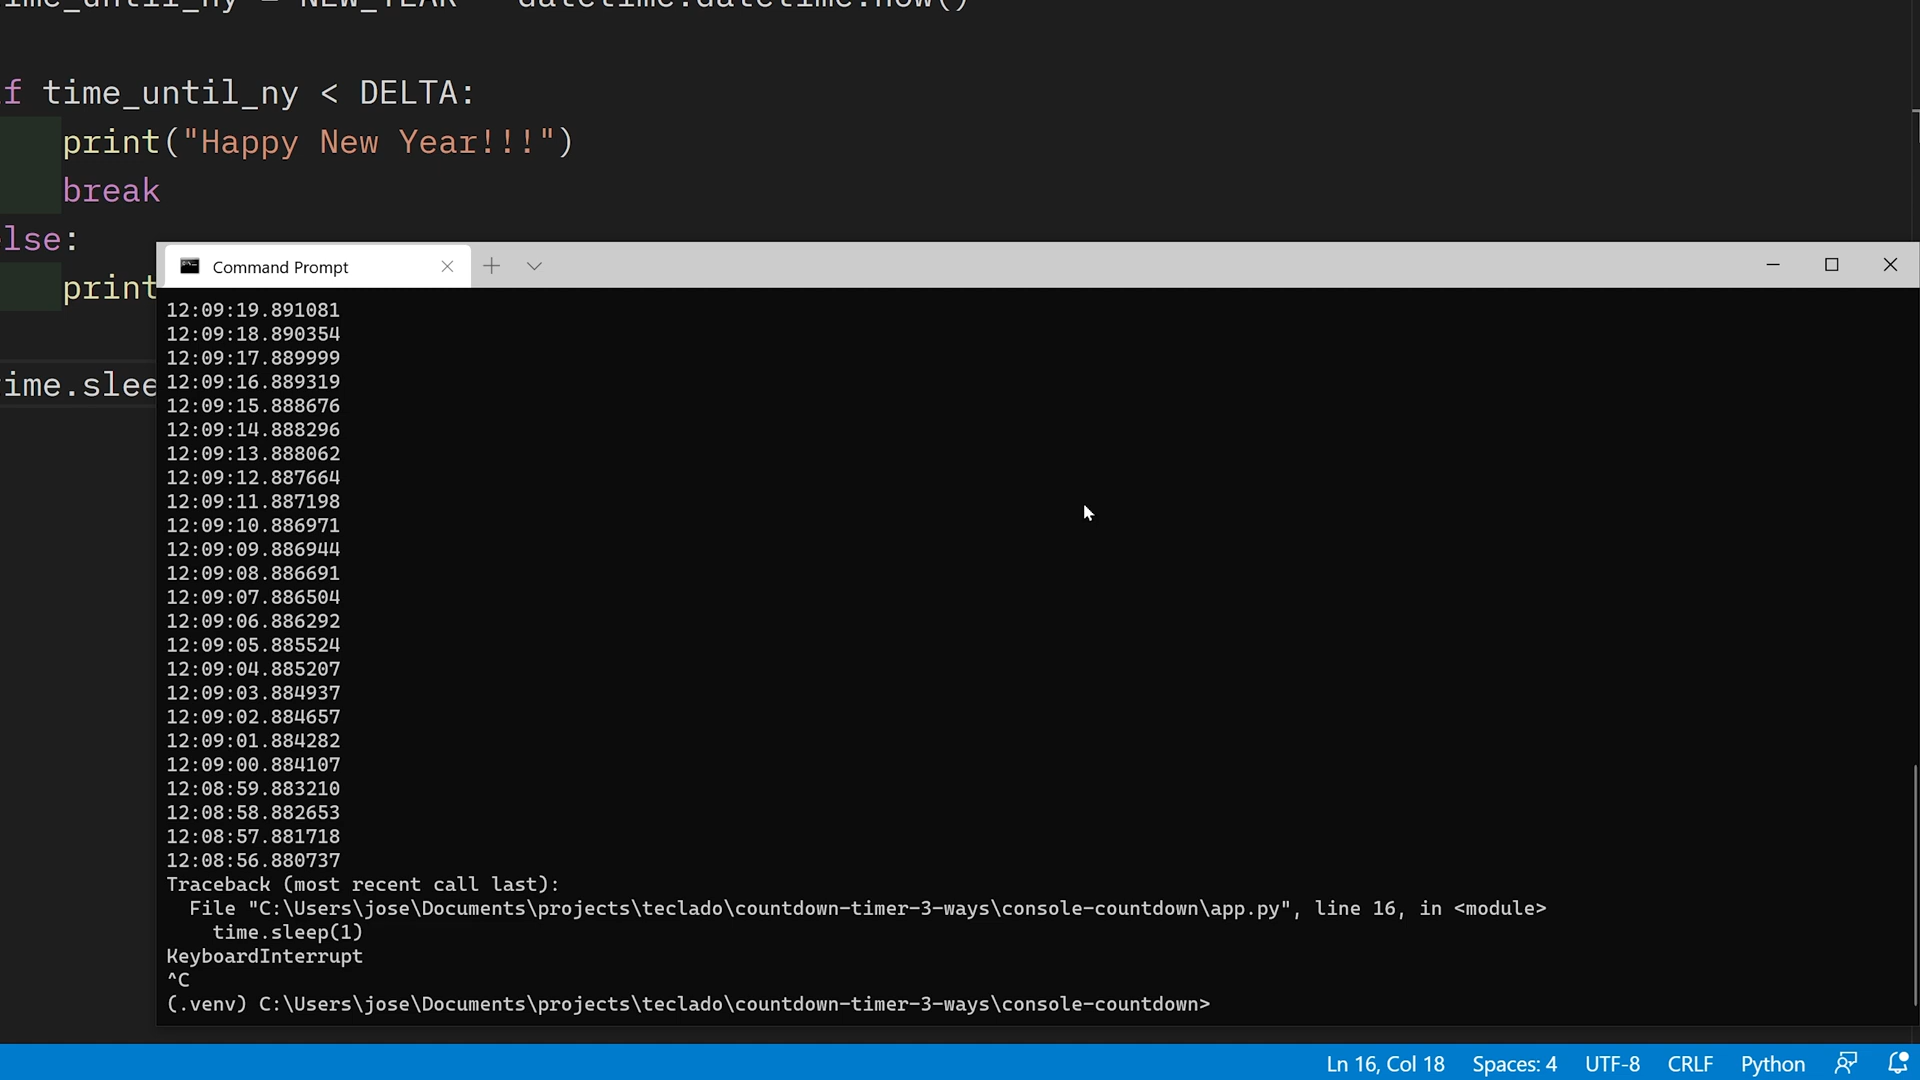 ime_until_ny = NEW_YEAR - datetime.datetime.now()
if time_until_ny < DELTA:
print("Happy New Year!!!")
break
lse:
print
ime.slee
Command Prompt
12:09:19.891081
12:09:18.890354
12:09:17.889999
12:09:16.889319
12:09:15.888676
12:09:14.888296
12:09:13.888062
12:09:12.887664
12:09:11.887198
12:09:10.886971
12:09:09.886944
12:09:08.886691
12:09:07.886504
12:09:06.886292
12:09:05.885524
12:09:04.885207
12:09:03.884937
12:09:02.884657
12:09:01.884282
12:09:00.884107
12:08:59.883210
12:08:58.882653
12:08:57.881718
12:08:56.880737
Traceback (most recent call last):
File "C:\Users\jose\Documents\projects\teclado\countdown-timer-3-ways\console-countdown\app.py", line 16, in <module>
time.sleep(1)
KeyboardInterrupt
^C
(.venv) C:\Users\jose\Documents\projects\teclado\countdown-timer-3-ways\console-countdown>
Ln 16, Col 18 Spaces: 4 UTF-8 CRLF Python